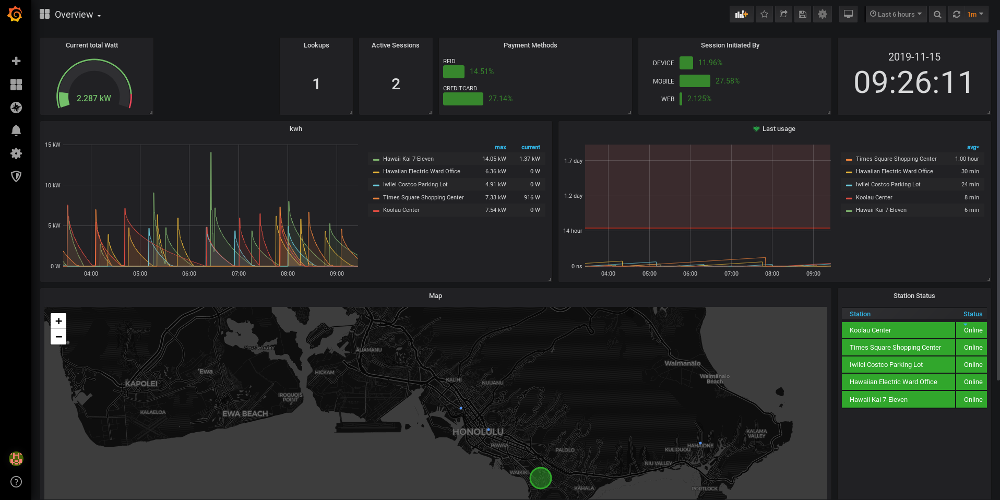 Overview
Last 6 hours
1m
Current total Watt
2.287 kW
Lookups
1
Active Sessions
2
Payment Methods
RFID
14.51%
CREDITCARD
27.14%
Session Initiated By
DEVICE 11.96%
MOBILE 27.58%
WEB 2.125%
2019-11-15
09:26:11
kwh
15 kW
10 kW
5 kW
0 W
04:00 05:00 06:00 07:00 08:00 09:00
max current
Hawaii Kai 7-Eleven 14.05 kW 1.37 kW
Hawaiian Electric Ward Office 6.36 kW 0 W
Iwilei Costco Parking Lot 4.91 kW 0 W
Times Square Shopping Center 7.33 kW 916 W
Koolau Center 7.54 kW 0 W
Last usage
1.7 day
1.2 day
14 hour
0 ns
04:00 05:00 06:00 07:00 08:00 09:00
avg
Times Square Shopping Center 1.00 hour
Hawaiian Electric Ward Office 30 min
Iwilei Costco Parking Lot 24 min
Koolau Center 8 min
Hawaii Kai 7-Eleven 6 min
Map
+
−
Pearl Harbor
ĀLIAMANU
Waimanalo
'Ewa
HICKAM
Waimānalo
Beach
KAPOLEI
KALIHI
NUUANU
IROQUOIS
POINT
KALAELOA
EWA BEACH
HONOLULU
KALAMA
VALLEY
PAWAA
PALOLO
KULIOUOU
HAHAIONE
NIU VALLEY
WAIKIKI
KAHALA
PORTLOCK
Station Status
Station Status
Koolau Center Online
Times Square Shopping Center Online
Iwilei Costco Parking Lot Online
Hawaiian Electric Ward Office Online
Hawaii Kai 7-Eleven Online
?